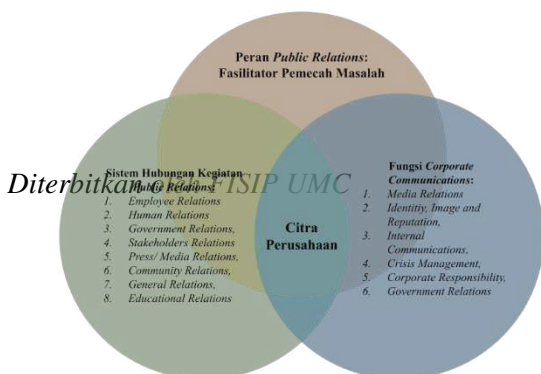 Peran Public Relations:
Fasilitator Pemecah Masalah
Sistem Hubungan Kegiatan
Public Relations:
1. Employee Relations
2. Human Relations
3. Government Relations,
4. Stakeholders Relations
5. Press/ Media Relations,
6. Community Relations,
7. General Relations,
8. Educational Relations
Diterbitkan oleh FISIP UMC
Citra
Perusahaan
Fungsi Corporate
Communications:
1. Media Relations
2. Identitiy, Image and
Reputation,
3. Internal
Communications,
4. Crisis Management,
5. Corporate Responsibility,
6. Government Relations